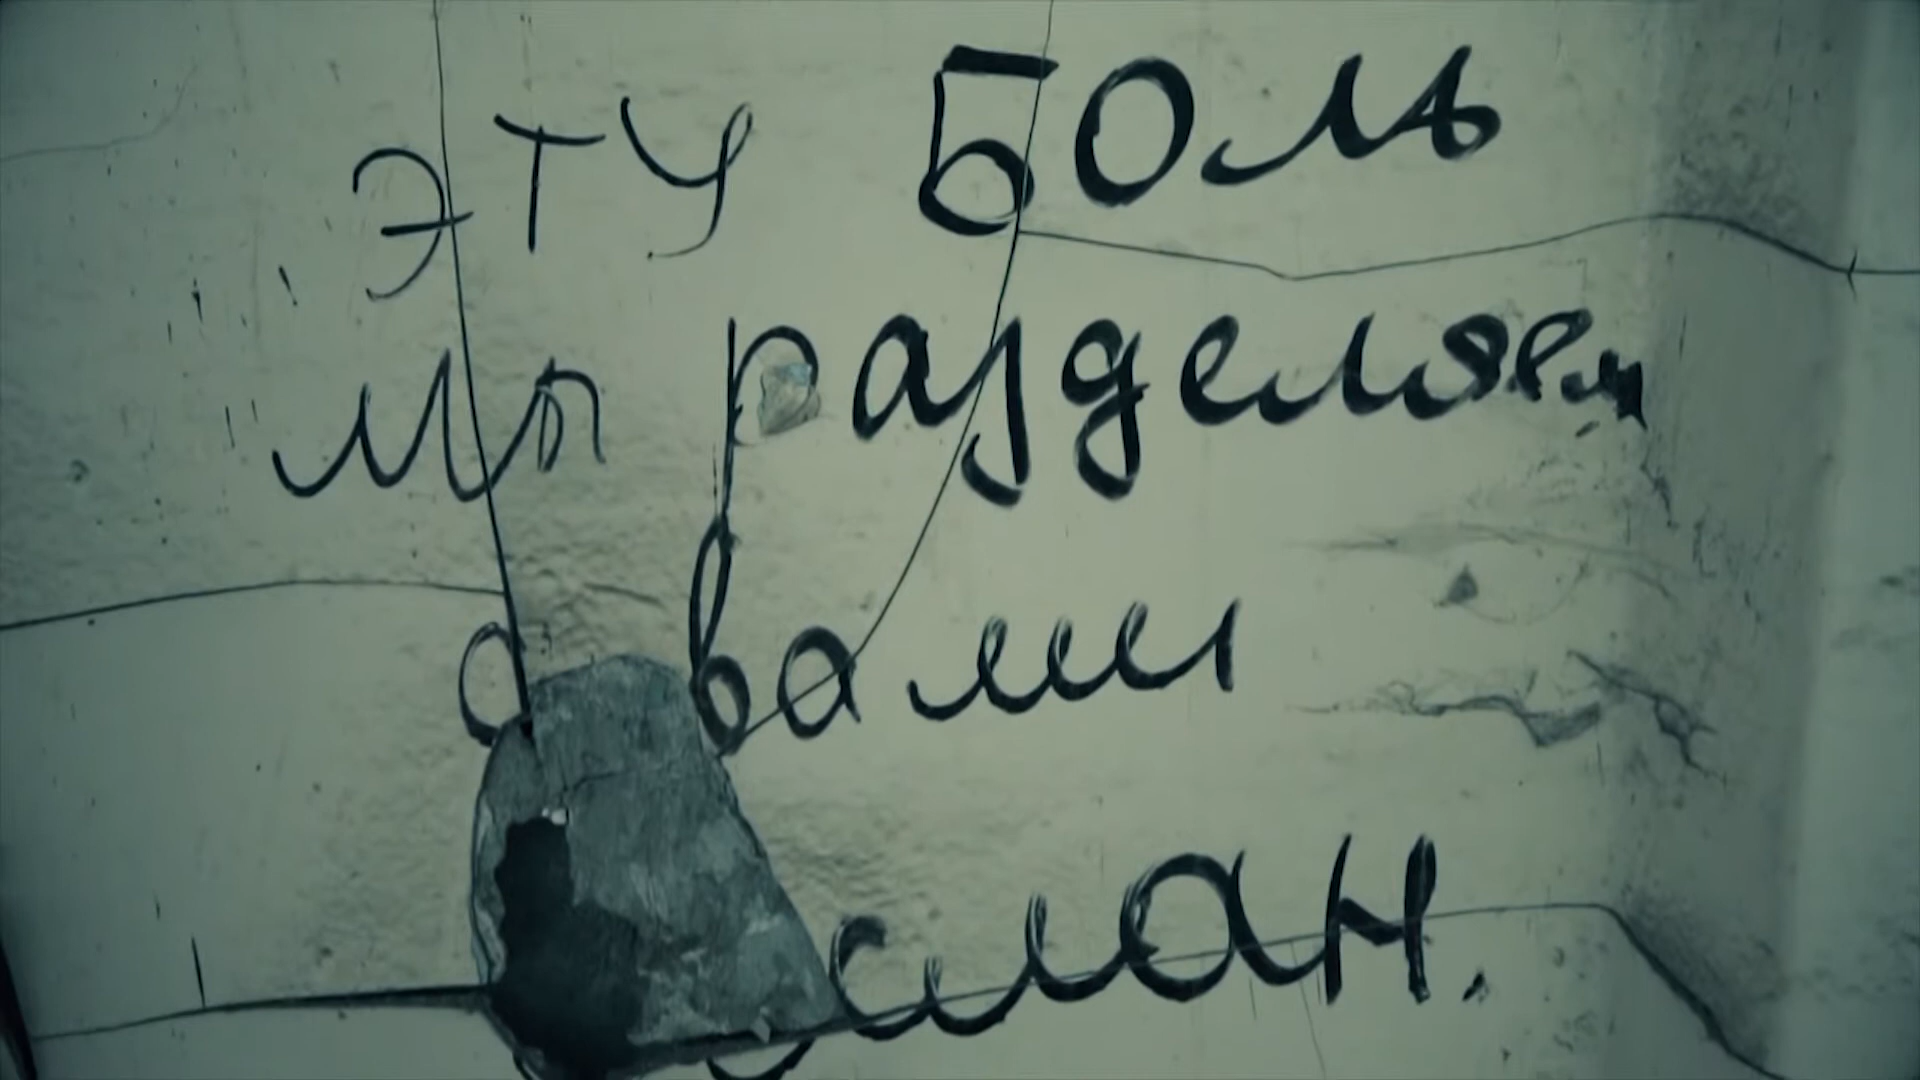 Эту Боль
мы разделяем
с вами
слан.